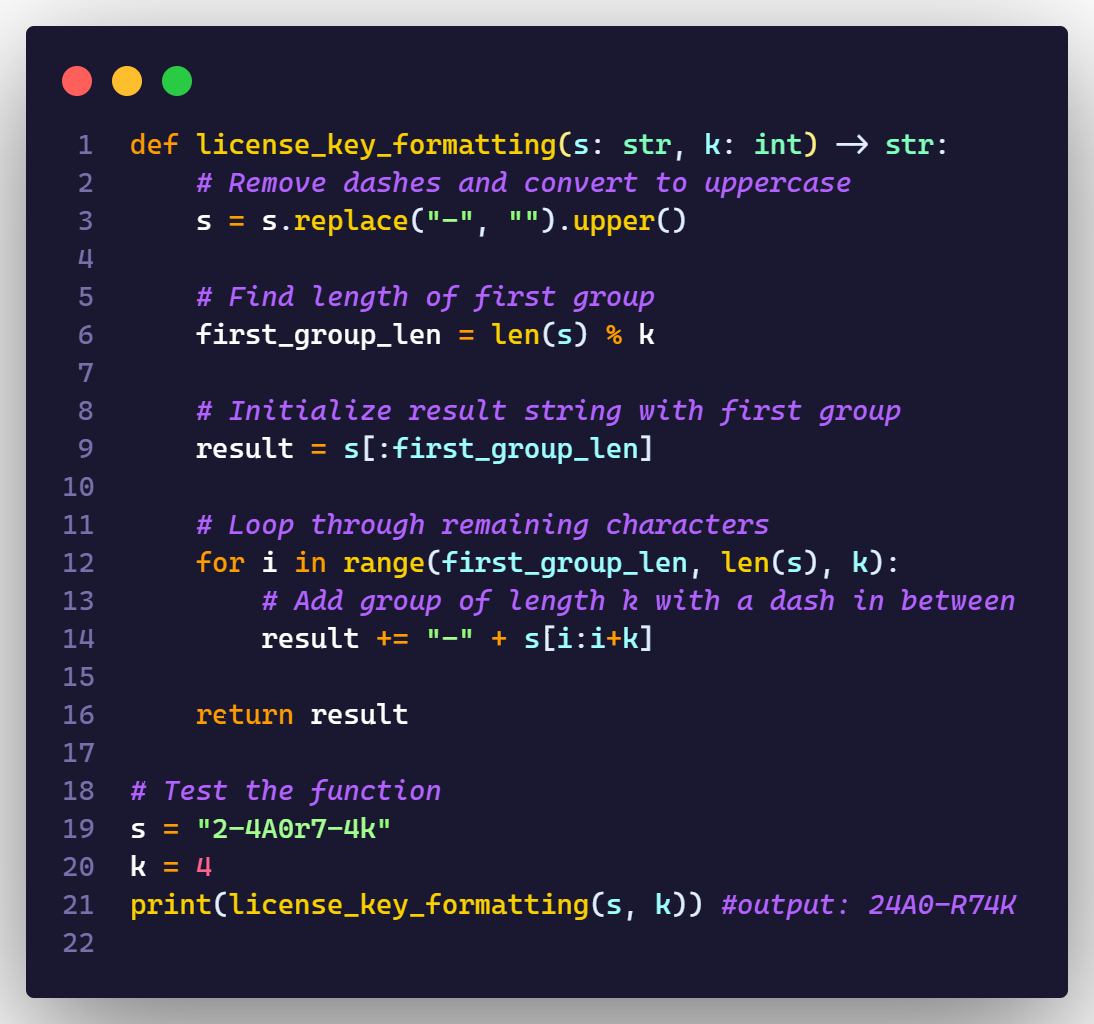 1 def license_key_formatting(s: str, k: int) -> str:
2     # Remove dashes and convert to uppercase
3     s = s.replace("-", "").upper()
4
5     # Find length of first group
6     first_group_len = len(s) % k
7
8     # Initialize result string with first group
9     result = s[:first_group_len]
10
11     # Loop through remaining characters
12     for i in range(first_group_len, len(s), k):
13         # Add group of length k with a dash in between
14         result += "-" + s[i:i+k]
15
16     return result
17
18 # Test the function
19 s = "2-4A0r7-4k"
20 k = 4
21 print(license_key_formatting(s, k)) #output: 24A0-R74K
22